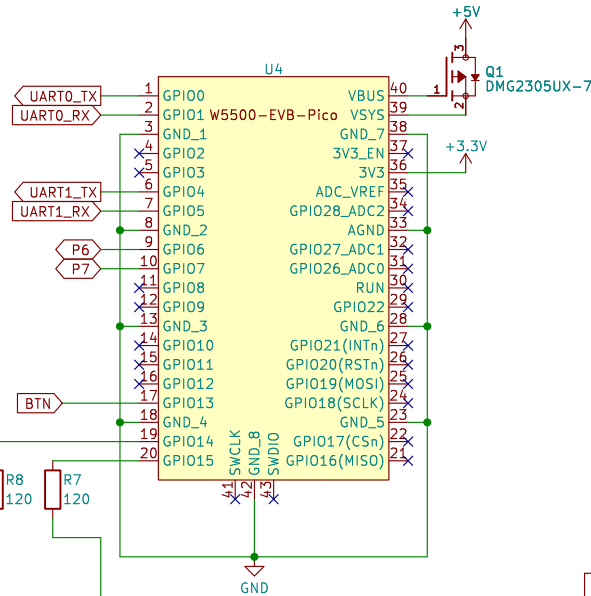 +5V
3
Q1
DMG2305UX-7
1
2
U4
W5500-EVB-Pico
UART0_TX 1 GPIO0 VBUS 40
UART0_RX 2 GPIO1 VSYS 39
3 GND_1 GND_7 38
4 GPIO2 3V3_EN 37
+3.3V
5 GPIO3 3V3 36
UART1_TX 6 GPIO4 ADC_VREF 35
UART1_RX 7 GPIO5 GPIO28_ADC2 34
8 GND_2 AGND 33
P6 9 GPIO6 GPIO27_ADC1 32
P7 10 GPIO7 GPIO26_ADC0 31
11 GPIO8 RUN 30
12 GPIO9 GPIO22 29
13 GND_3 GND_6 28
14 GPIO10 GPIO21(INTn) 27
15 GPIO11 GPIO20(RSTn) 26
16 GPIO12 GPIO19(MOSI) 25
BTN 17 GPIO13 GPIO18(SCLK) 24
18 GND_4 GND_5 23
19 GPIO14 GPIO17(CSn) 22
20 GPIO15 GPIO16(MISO) 21
SWCLK GND_8 SWDIO
41 42 43
R8 R7
120 120
GND